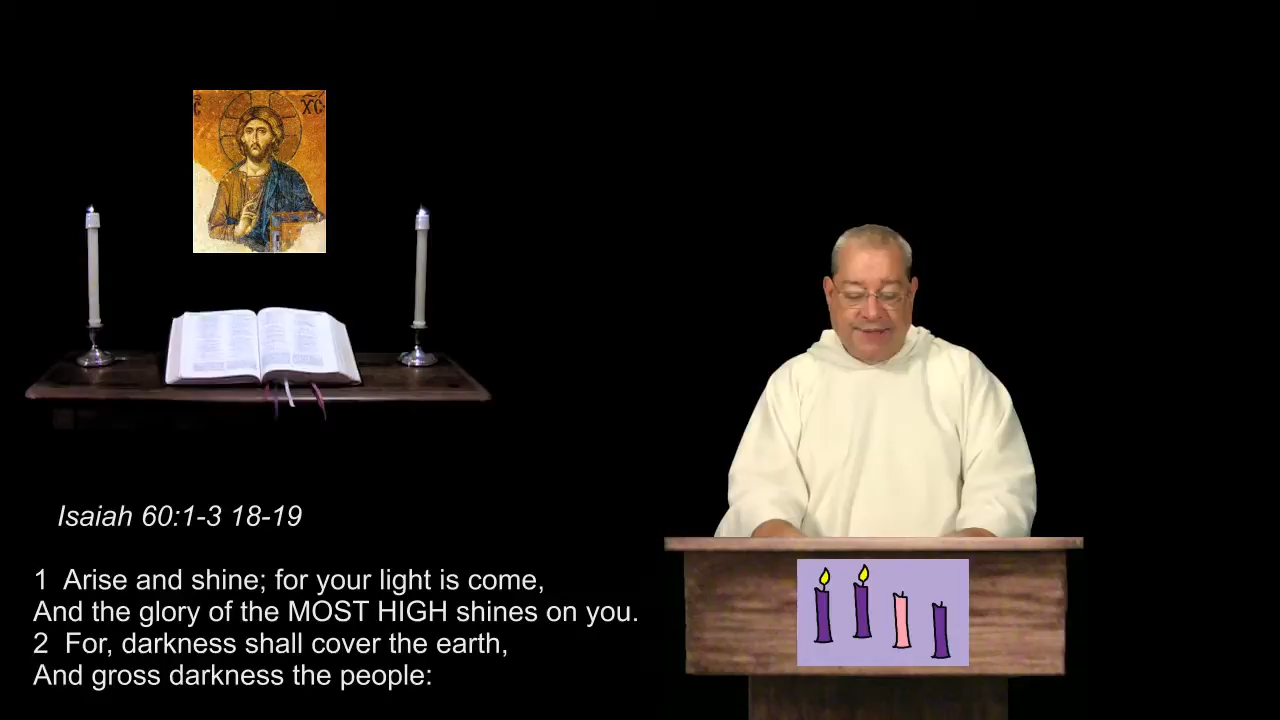 XC
Isaiah 60:1-3 18-19
1 Arise and shine; for your light is come,
And the glory of the MOST HIGH shines on you.
2 For, darkness shall cover the earth,
And gross darkness the people: